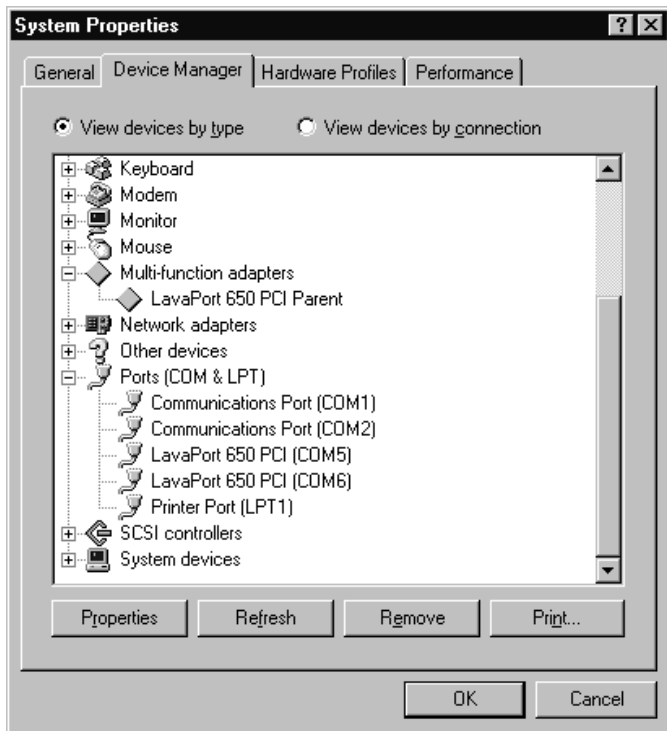 System Properties
General Device Manager Hardware Profiles Performance
View devices by type View devices by connection
Keyboard
Modem
Monitor
Mouse
Multi-function adapters
LavaPort 650 PCI Parent
Network adapters
Other devices
Ports (COM & LPT)
Communications Port (COM1)
Communications Port (COM2)
LavaPort 650 PCI (COM5)
LavaPort 650 PCI (COM6)
Printer Port (LPT1)
SCSI controllers
System devices
Properties Refresh Remove Print...
OK Cancel